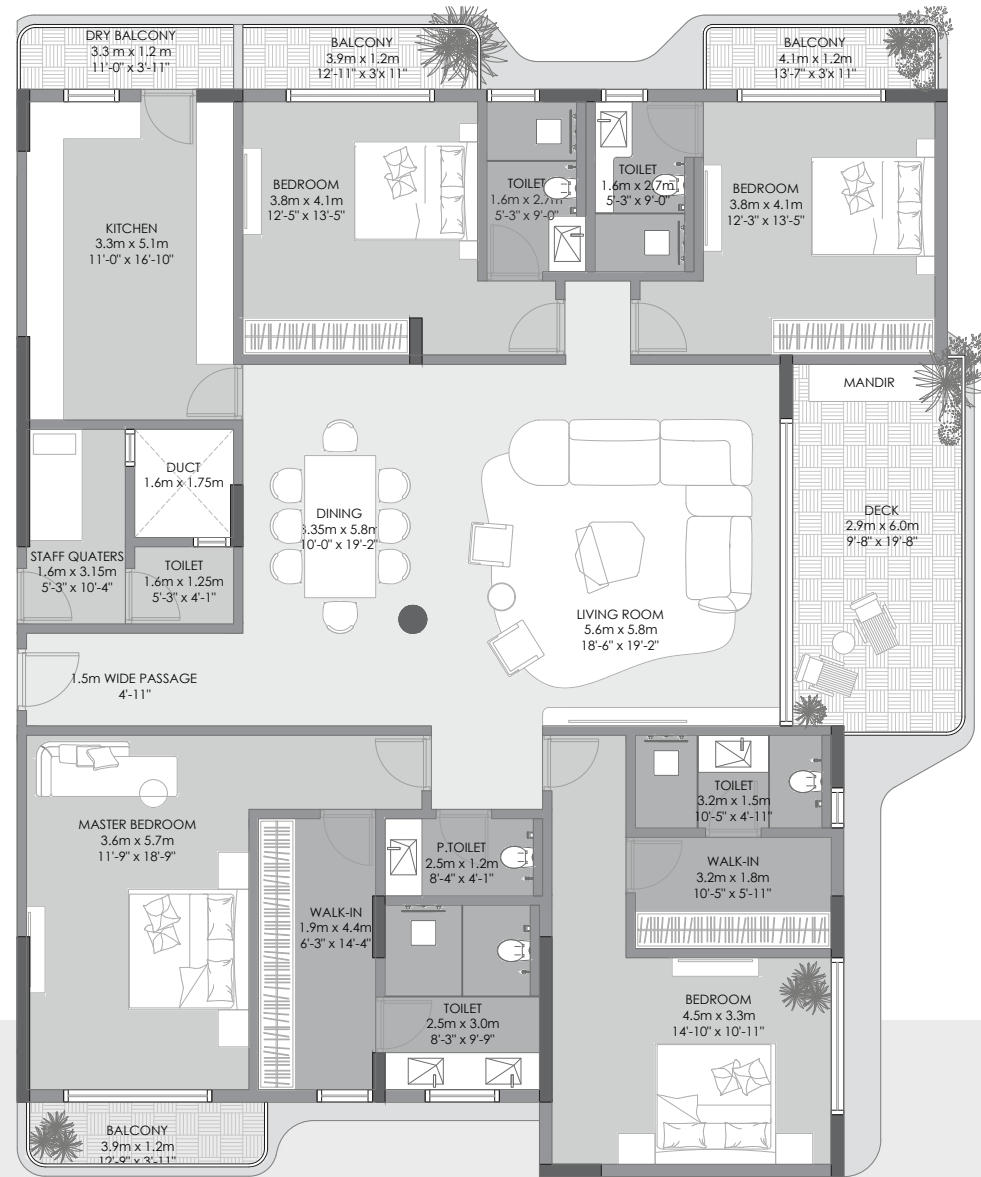 DRY BALCONY
3.3 m x 1.2 m
11'-0" x 3'-11"
BALCONY
3.9m x 1.2m
12'-11" x 3'x 11"
BALCONY
4.1m x 1.2m
13'-7" x 3'x 11"
KITCHEN
3.3m x 5.1m
11'-0" x 16'-10"
BEDROOM
3.8m x 4.1m
12'-5" x 13'-5"
TOILET
1.6m x 2.7m
5'-3" x 9'-0"
TOILET
1.6m x 2.7m
5'-3" x 9'-0"
BEDROOM
3.8m x 4.1m
12'-3" x 13'-5"
MANDIR
DUCT
1.6m x 1.75m
DINING
3.35m x 5.8m
10'-0" x 19'-2"
DECK
2.9m x 6.0m
9'-8" x 19'-8"
STAFF QUATERS
1.6m x 3.15m
5'-3" x 10'-4"
TOILET
1.6m x 1.25m
5'-3" x 4'-1"
LIVING ROOM
5.6m x 5.8m
18'-6" x 19'-2"
1.5m WIDE PASSAGE
4'-11"
MASTER BEDROOM
3.6m x 5.7m
11'-9" x 18'-9"
P.TOILET
2.5m x 1.2m
8'-4" x 4'-1"
TOILET
3.2m x 1.5m
10'-5" x 4'-11"
WALK-IN
3.2m x 1.8m
10'-5" x 5'-11"
WALK-IN
1.9m x 4.4m
6'-3" x 14'-4"
TOILET
2.5m x 3.0m
8'-3" x 9'-9"
BEDROOM
4.5m x 3.3m
14'-10" x 10'-11"
BALCONY
3.9m x 1.2m
12'-9" x 3'-11"